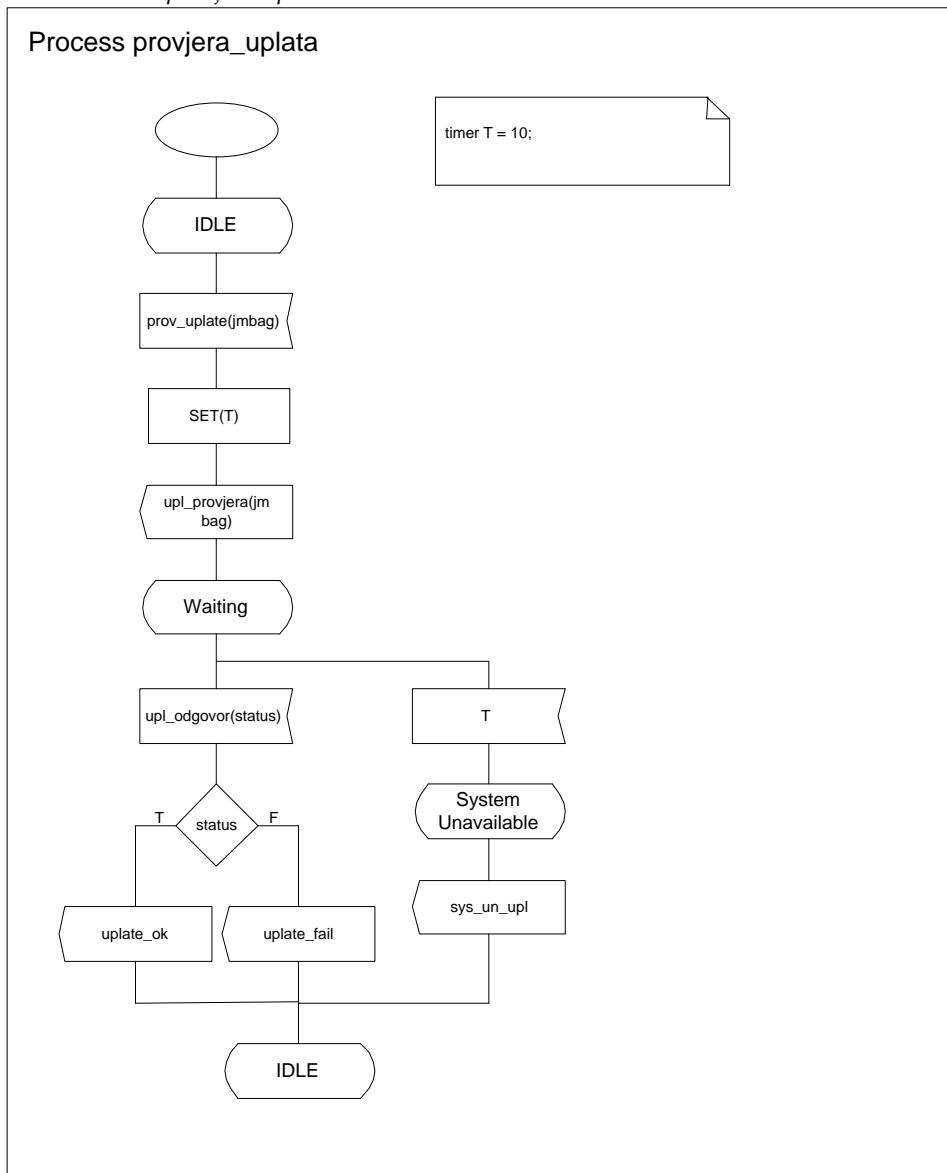 Process provjera_uplata
timer T = 10;
IDLE
prov_uplate(jmbag)
SET(T)
upl_provjera(jm
bag)
Waiting
upl_odgovor(status)
T
System
Unavailable
T
status
F
sys_un_upl
uplate_ok
uplate_fail
IDLE